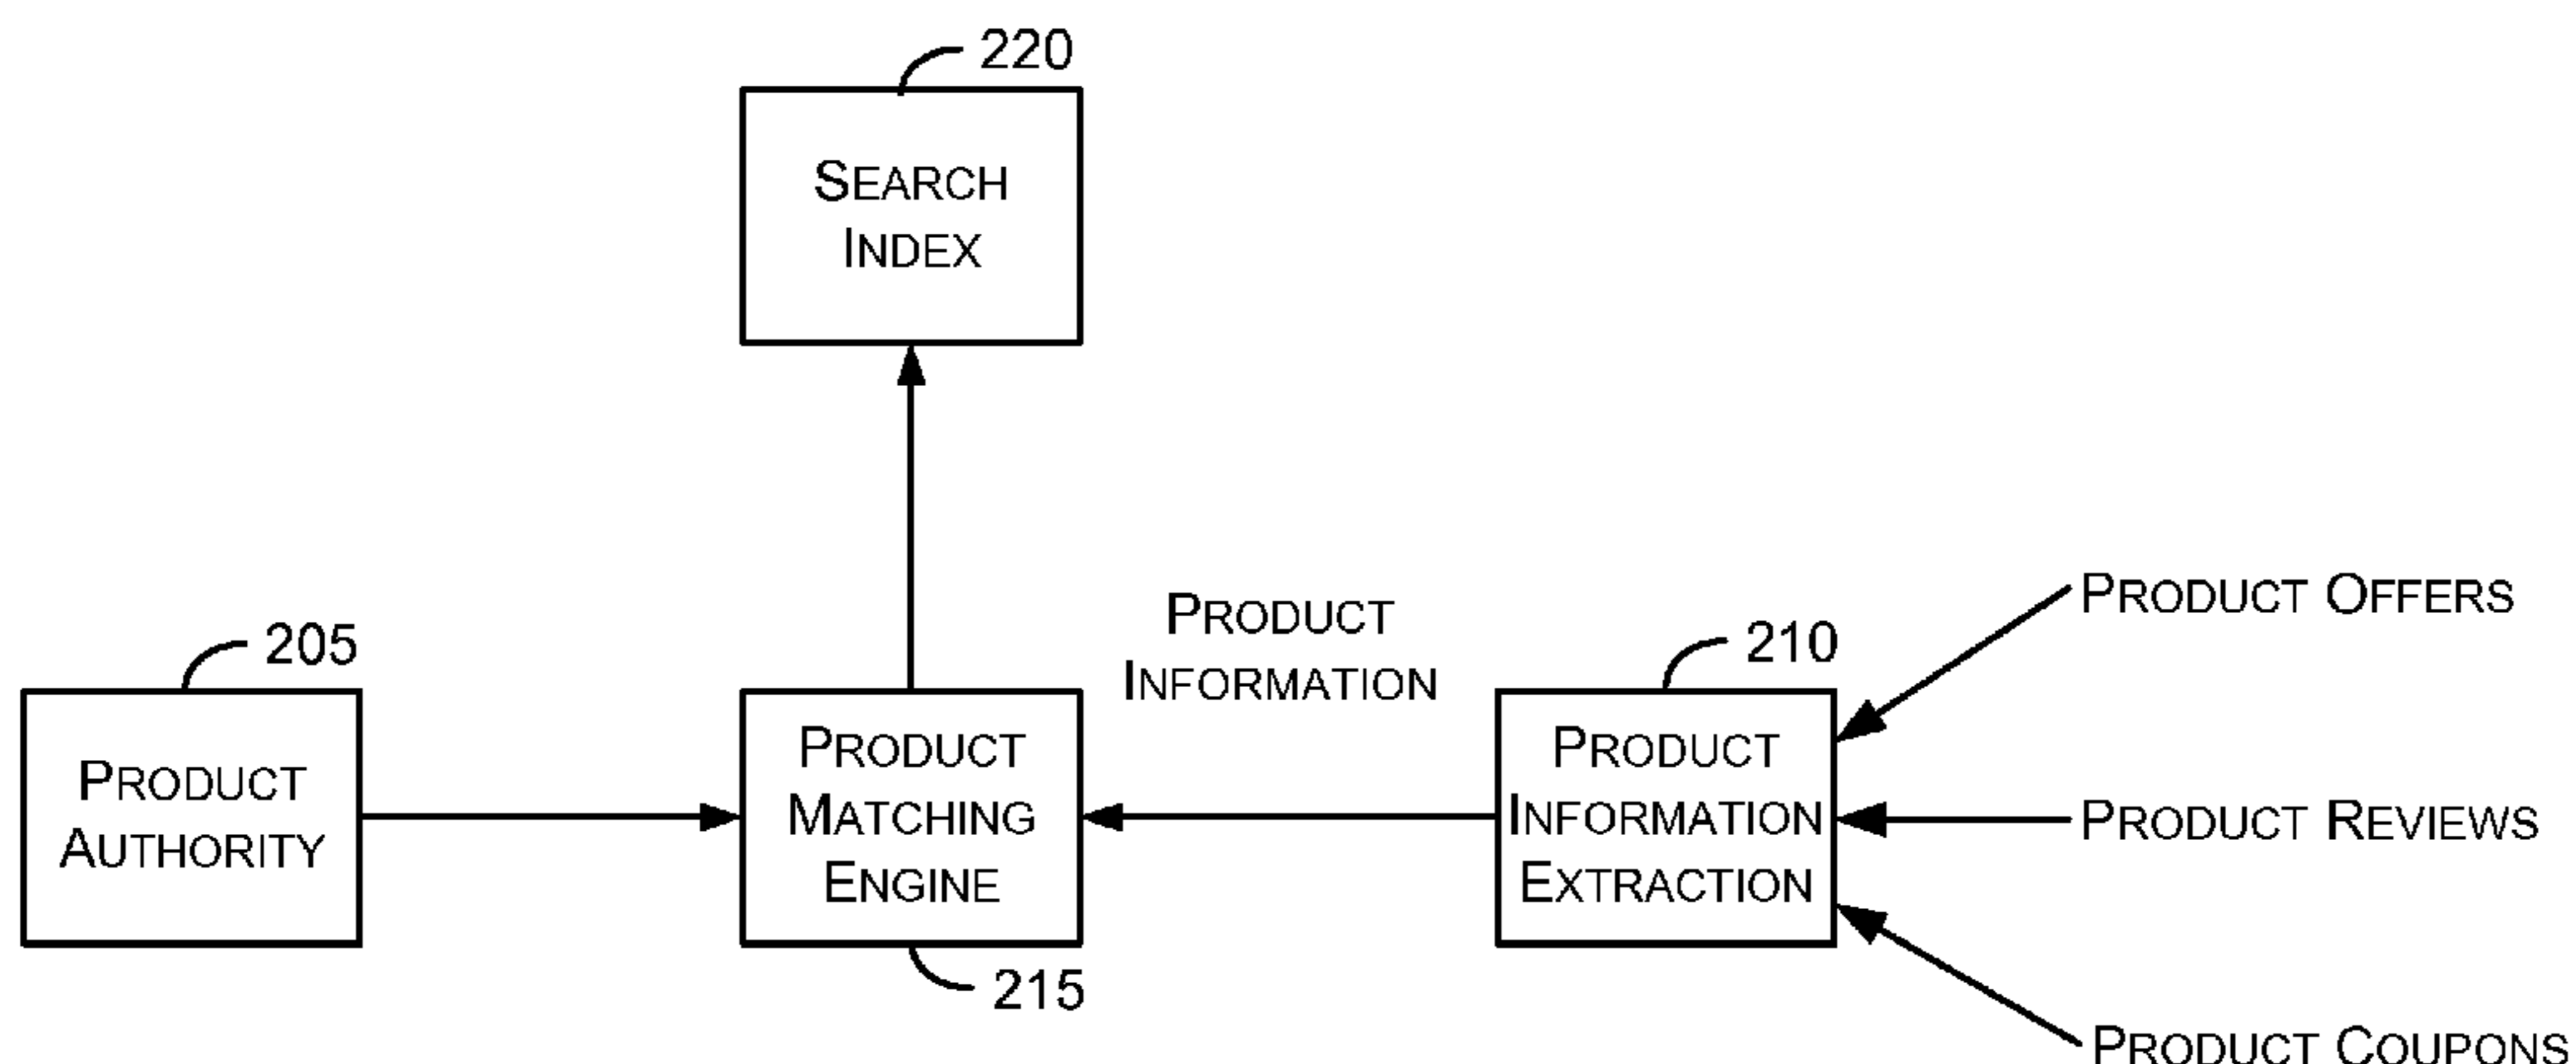 220
SEARCH
INDEX
PRODUCT
INFORMATION
PRODUCT OFFERS
205
210
PRODUCT
AUTHORITY
PRODUCT
MATCHING
ENGINE
PRODUCT
INFORMATION
EXTRACTION
PRODUCT REVIEWS
215
PRODUCT COUPONS